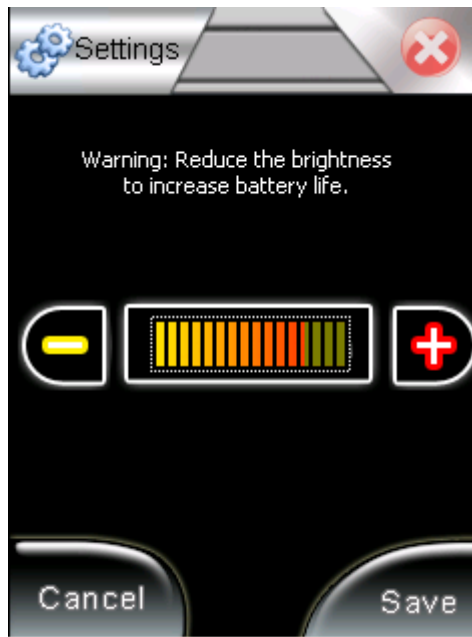 Settings
Warning: Reduce the brightness
to increase battery life.
Cancel
Save